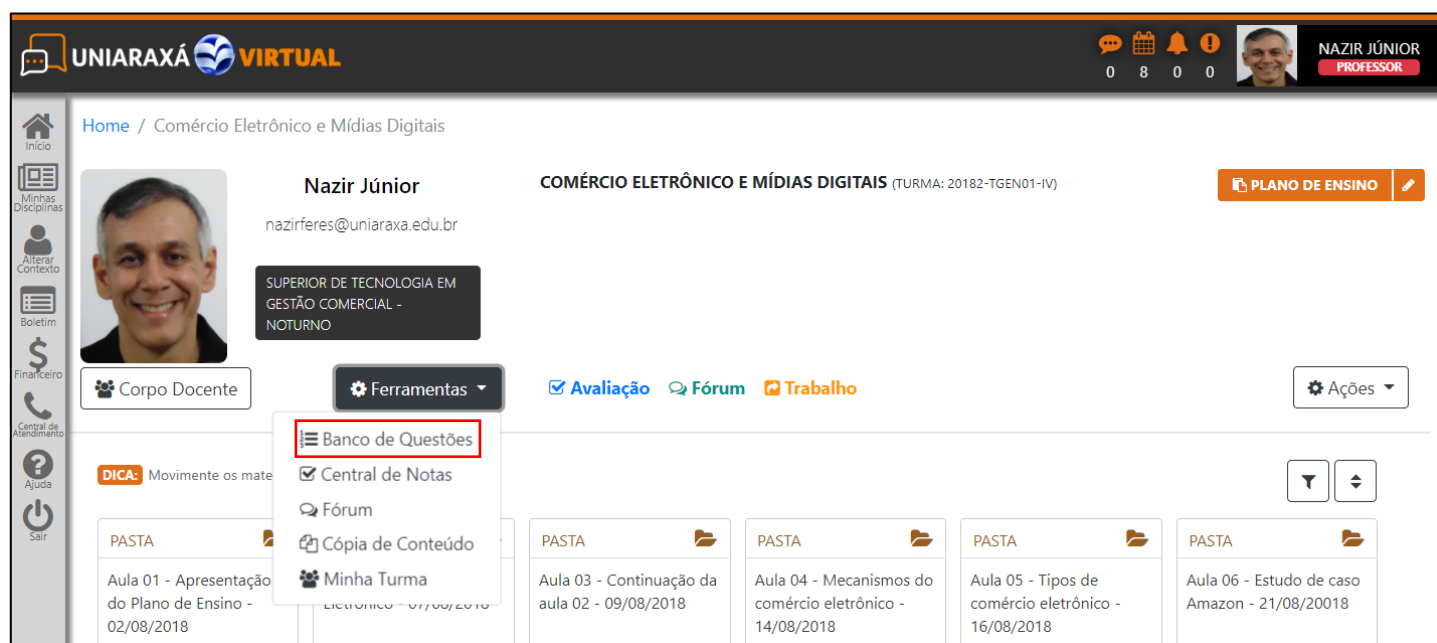 UNIARAXÁ VIRTUAL
0 8 0 0
NAZIR JÚNIOR
PROFESSOR
Início
Minhas
Disciplinas
Alterar
Contexto
Boletim
Financeiro
Central de
Atendimento
Ajuda
Sair
Home / Comércio Eletrônico e Mídias Digitais
Nazir Júnior
nazirferes@uniaraxa.edu.br
SUPERIOR DE TECNOLOGIA EM
GESTÃO COMERCIAL -
NOTURNO
COMÉRCIO ELETRÔNICO E MÍDIAS DIGITAIS (TURMA: 20182-TGEN01-IV)
PLANO DE ENSINO
Corpo Docente
Ferramentas
Avaliação Fórum Trabalho
Ações
Banco de Questões
Central de Notas
Fórum
Cópia de Conteúdo
Minha Turma
DICA: Movimente os mate
PASTA
Aula 01 - Apresentação
do Plano de Ensino -
02/08/2018
Eletrônico - 07/08/2018
PASTA
Aula 03 - Continuação da
aula 02 - 09/08/2018
PASTA
Aula 04 - Mecanismos do
comércio eletrônico -
14/08/2018
PASTA
Aula 05 - Tipos de
comércio eletrônico -
16/08/2018
PASTA
Aula 06 - Estudo de caso
Amazon - 21/08/20018